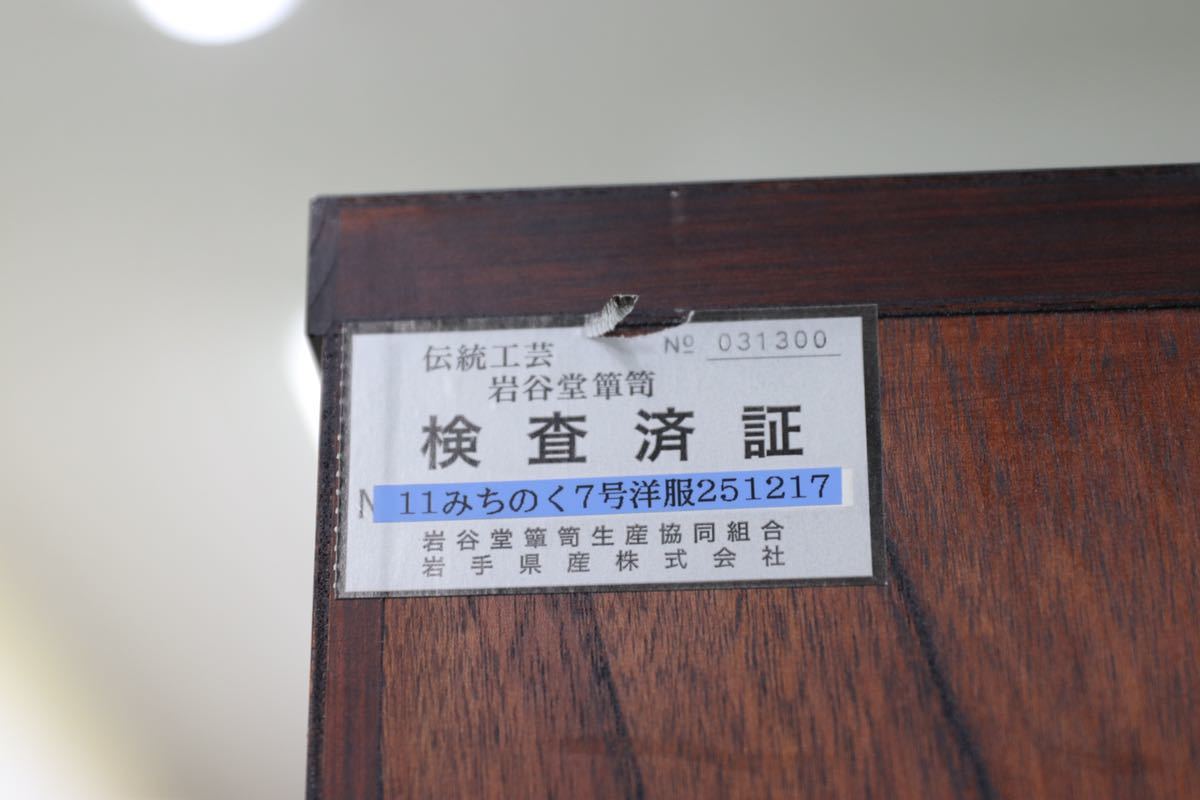 伝統工芸 № 031300
岩谷堂簞笥
検査済証
N 11みちのく7号洋服251217
岩谷堂簞笥生産協同組合
岩手県産株式会社